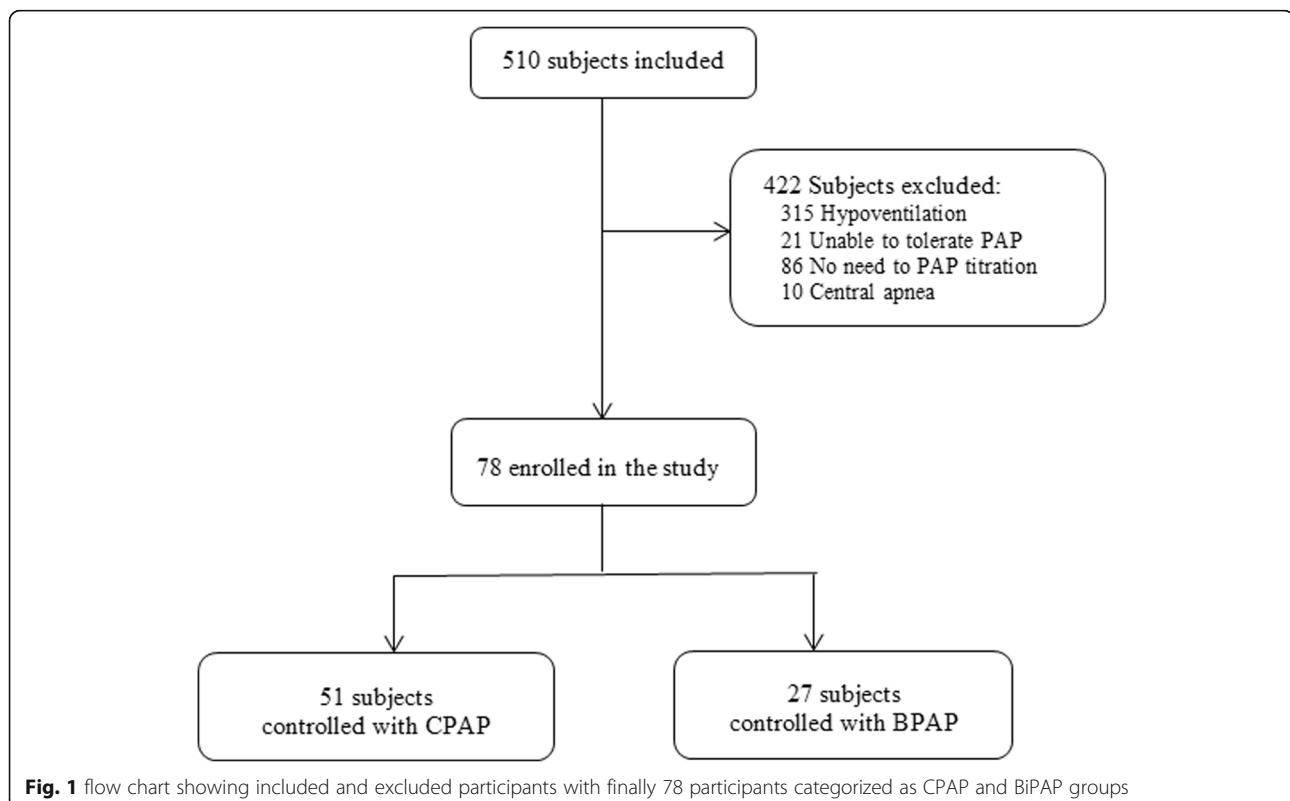 510 subjects included
422 Subjects excluded:
315 Hypoventilation
21 Unable to tolerate PAP
86 No need to PAP titration
10 Central apnea
78 enrolled in the study
51 subjects
controlled with CPAP
27 subjects
controlled with BPAP
Fig. 1 flow chart showing included and excluded participants with finally 78 participants categorized as CPAP and BiPAP groups